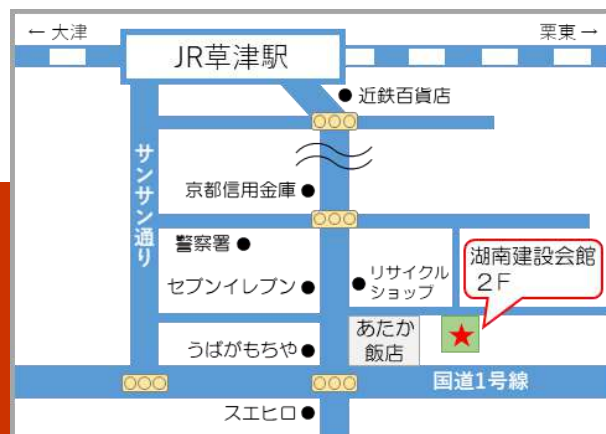 ← 大津
栗東 →
JR草津駅
近鉄百貨店
サンサン通り
京都信用金庫
警察署
セブンイレブン
リサイクル
ショップ
湖南建設会館
2F
あたか
飯店
うばがもちや
国道1号線
スエヒロ